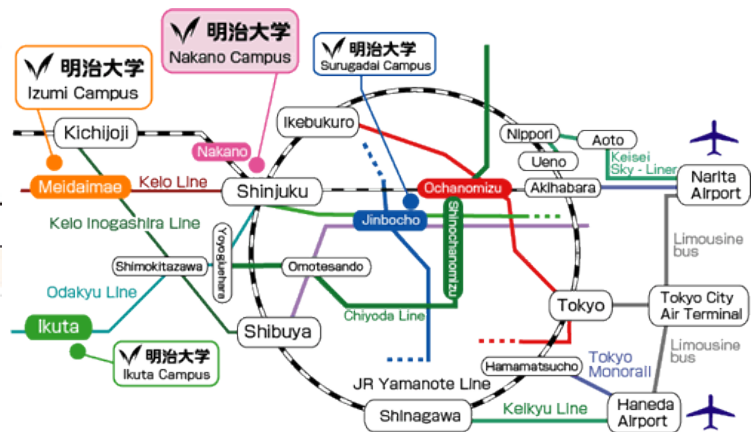 明治大学
Nakano Campus
明治大学
Surugadai Campus
明治大学
Izumi Campus
Kichijoji
Ikebukuro
Nippori
Aoto
Nakano
Ueno
Keisei
Sky - Liner
Meidaimae
Kelo Line
Shinjuku
Ochanomizu
Akihabara
Narita
Airport
Kelo Inogashira Line
Jinbocho
Shinochanomizu
Yoyogiuehara
Limousine
bus
Shimokitazawa
Omotesando
Odakyu Line
Chiyoda Line
Tokyo
Tokyo City
Air Terminal
Ikuta
Shibuya
明治大学
Ikuta Campus
Hamamatsucho
Tokyo
Monorail
Limousine
bus
JR Yamanote Line
Shinagawa
Keikyu Line
Haneda
Airport